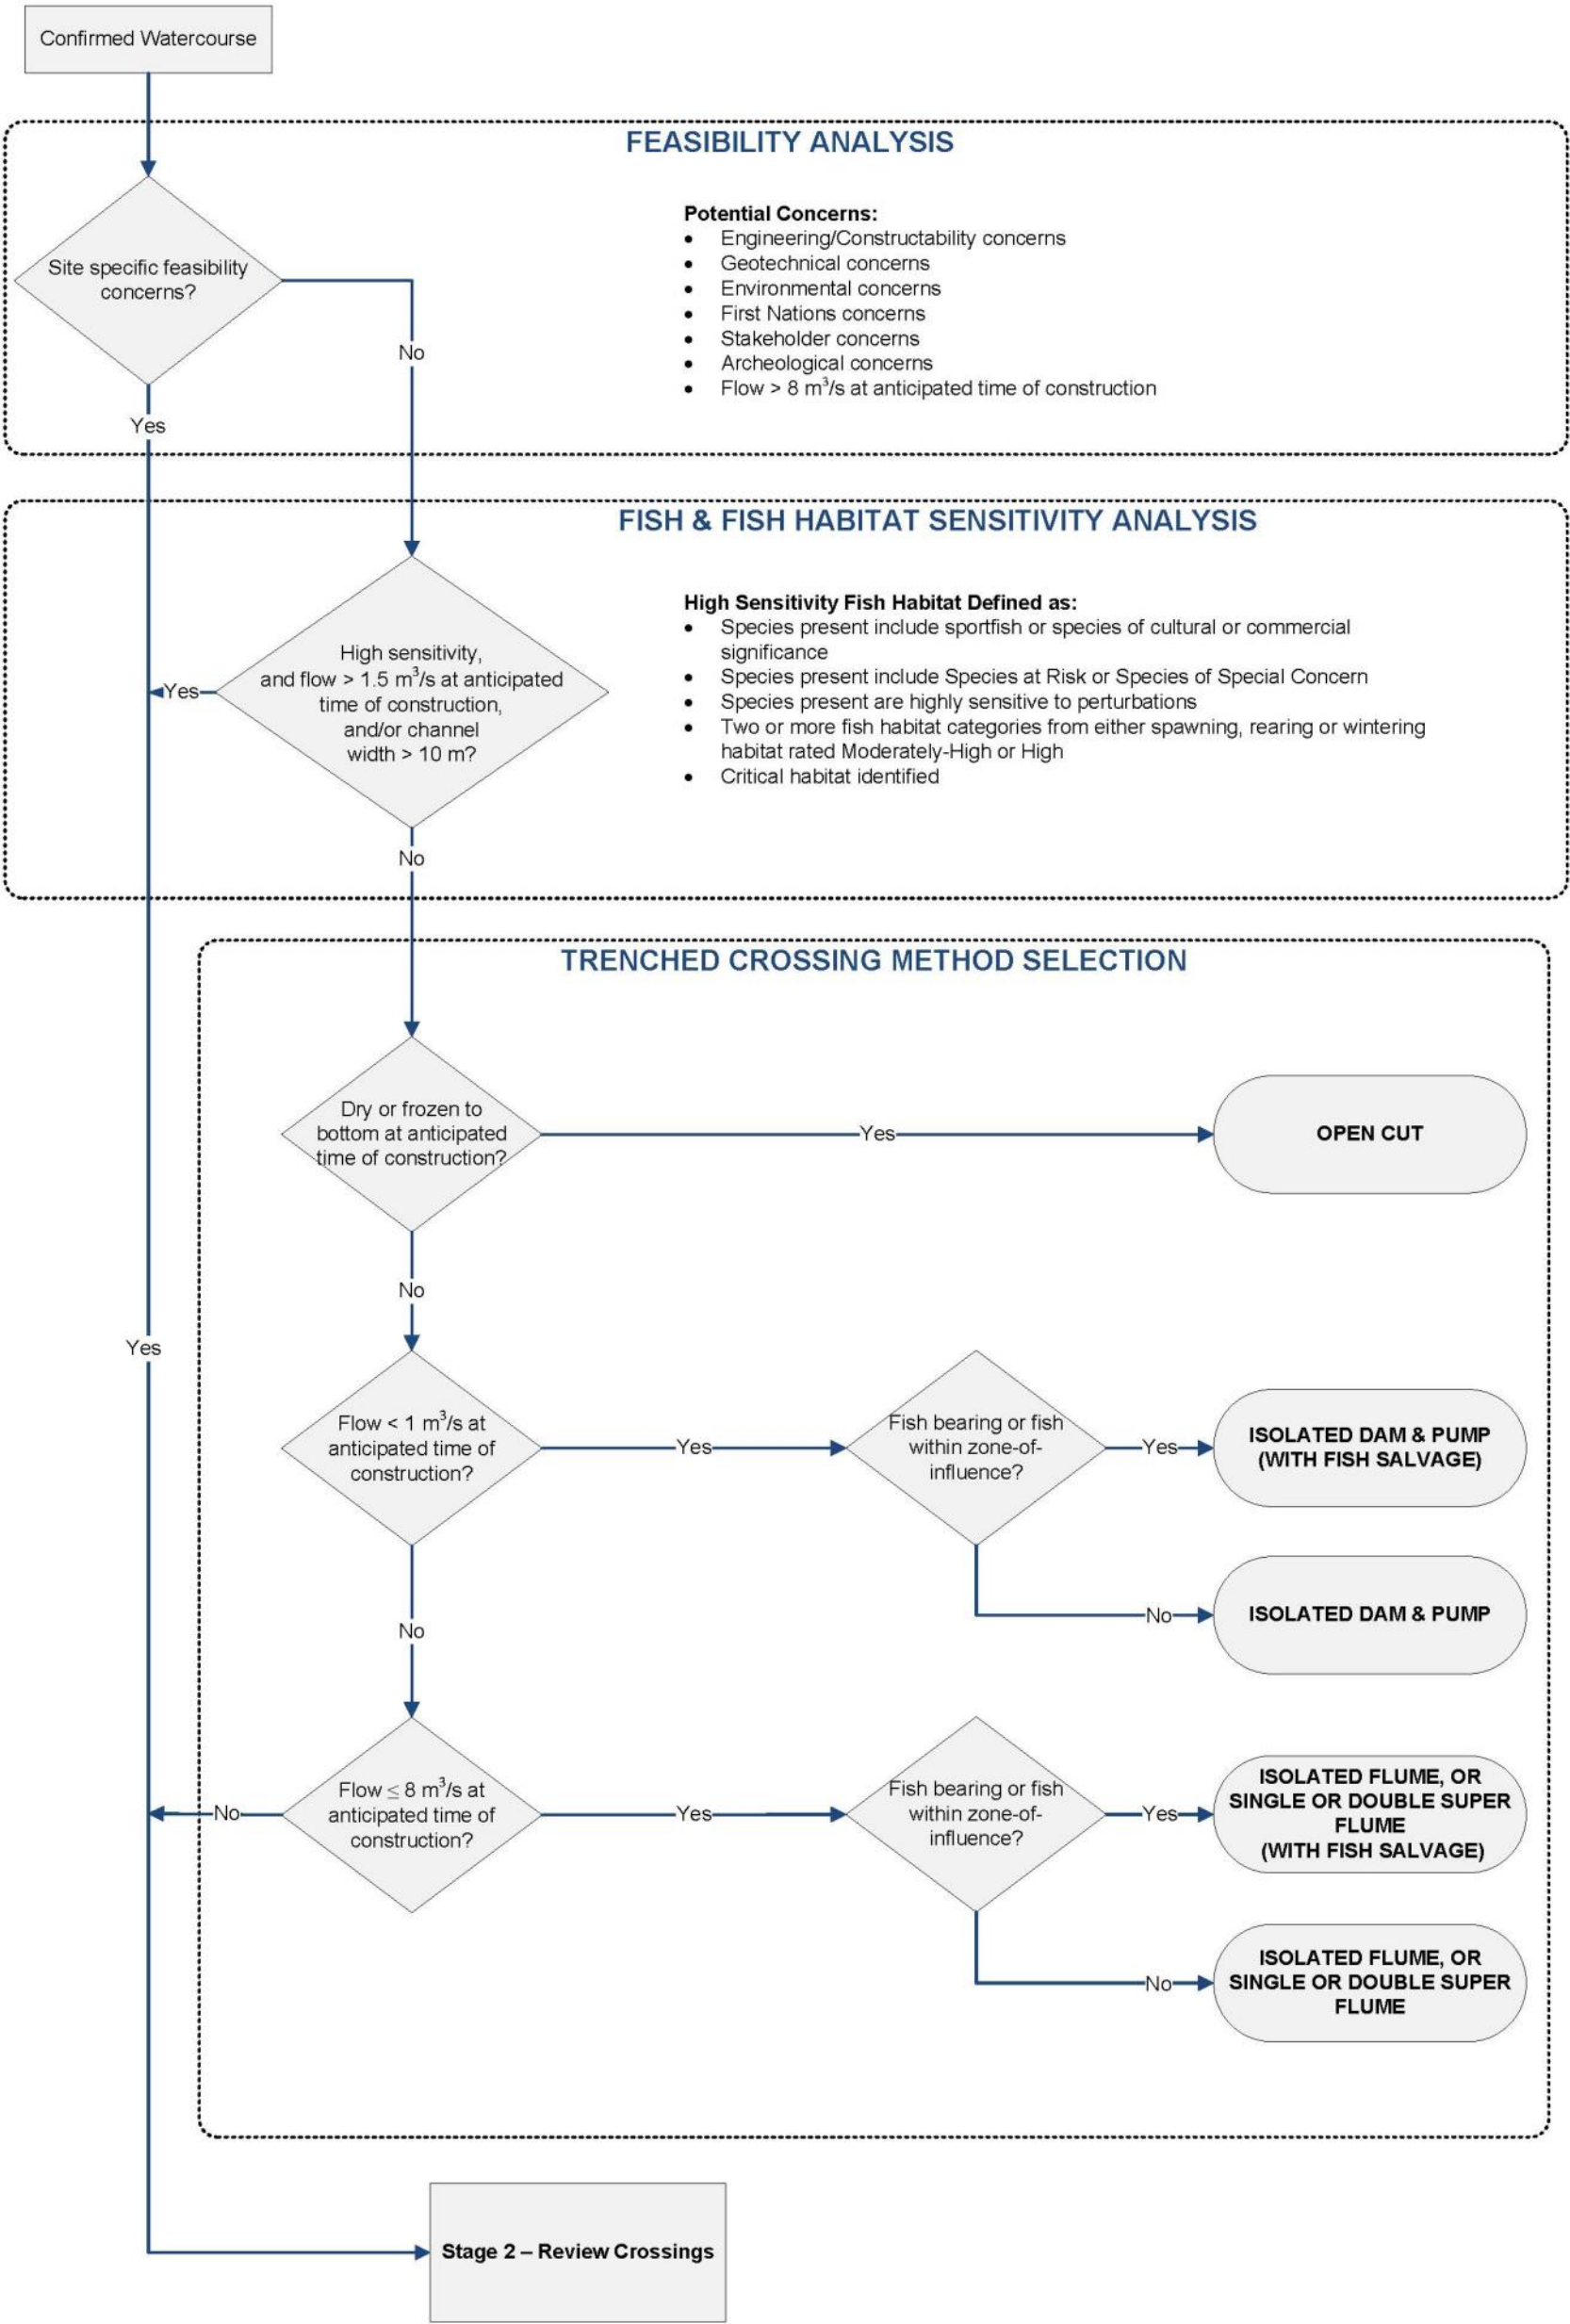 Confirmed Watercourse
FEASIBILITY ANALYSIS
Site specific feasibility
concerns?
No
Yes
Potential Concerns:
• Engineering/Constructability concerns
• Geotechnical concerns
• Environmental concerns
• First Nations concerns
• Stakeholder concerns
• Archeological concerns
• Flow > 8 m³/s at anticipated time of construction
FISH & FISH HABITAT SENSITIVITY ANALYSIS
High sensitivity,
and flow > 1.5 m³/s at anticipated
time of construction,
and/or channel
width > 10 m?
Yes
No
High Sensitivity Fish Habitat Defined as:
• Species present include sportfish or species of cultural or commercial
significance
• Species present include Species at Risk or Species of Special Concern
• Species present are highly sensitive to perturbations
• Two or more fish habitat categories from either spawning, rearing or wintering
habitat rated Moderately-High or High
• Critical habitat identified
TRENCHED CROSSING METHOD SELECTION
Dry or frozen to
bottom at anticipated
time of construction?
Yes
OPEN CUT
No
Yes
Flow < 1 m³/s at
anticipated time of
construction?
Yes
Fish bearing or fish
within zone-of-
influence?
Yes
ISOLATED DAM & PUMP
(WITH FISH SALVAGE)
No
ISOLATED DAM & PUMP
No
Flow ≤ 8 m³/s at
anticipated time of
construction?
No
Yes
Fish bearing or fish
within zone-of-
influence?
Yes
ISOLATED FLUME, OR
SINGLE OR DOUBLE SUPER
FLUME
(WITH FISH SALVAGE)
No
ISOLATED FLUME, OR
SINGLE OR DOUBLE SUPER
FLUME
Stage 2 – Review Crossings